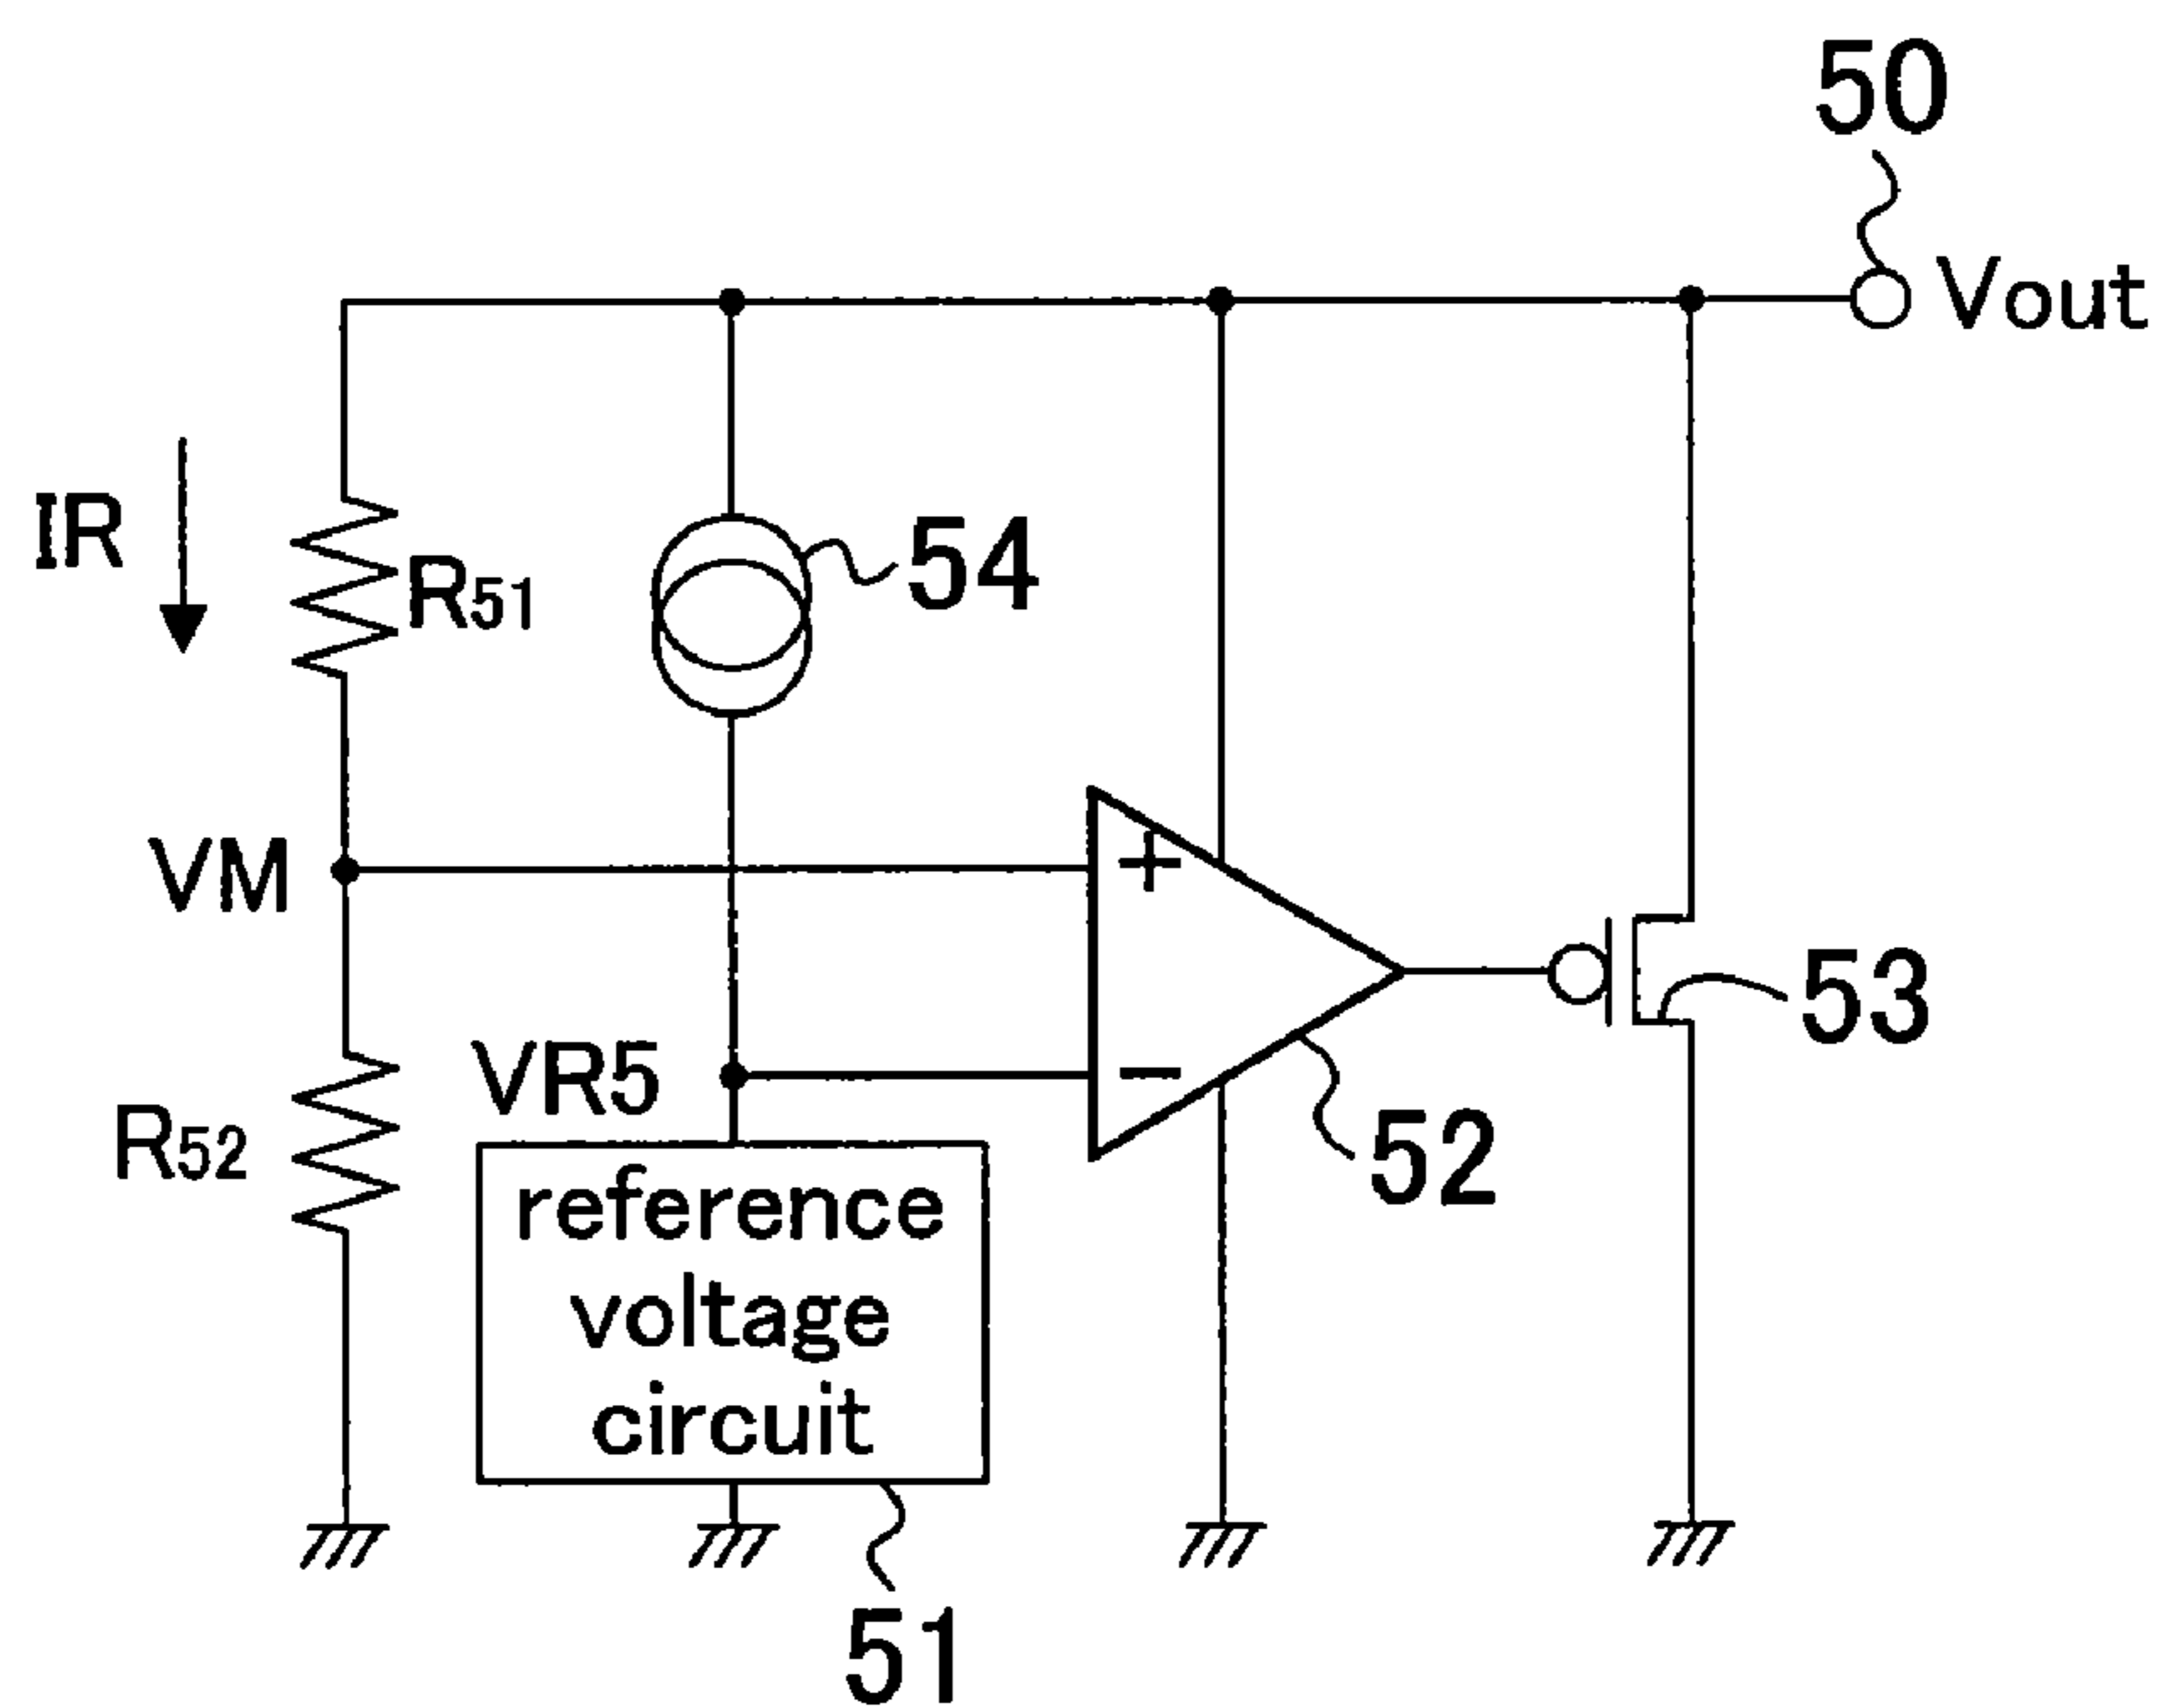 50
Vout
IR
R51
54
VM
+
53
VR5
−
52
R52
reference
voltage
circuit
51